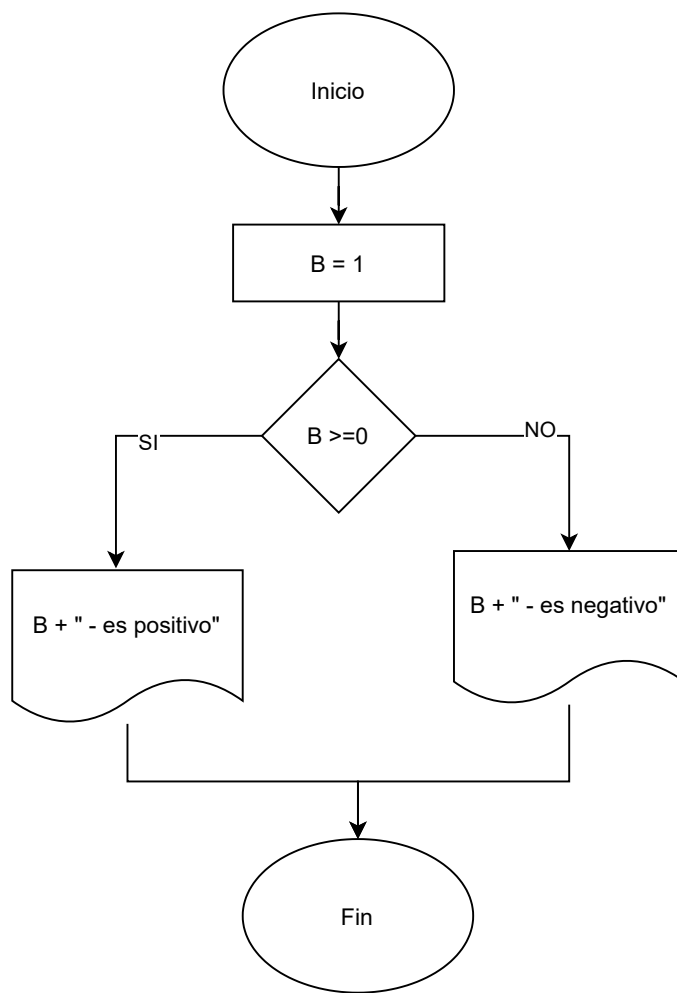 Inicio
B = 1
B >=0
SI
NO
B + " - es positivo"
B + " - es negativo"
Fin